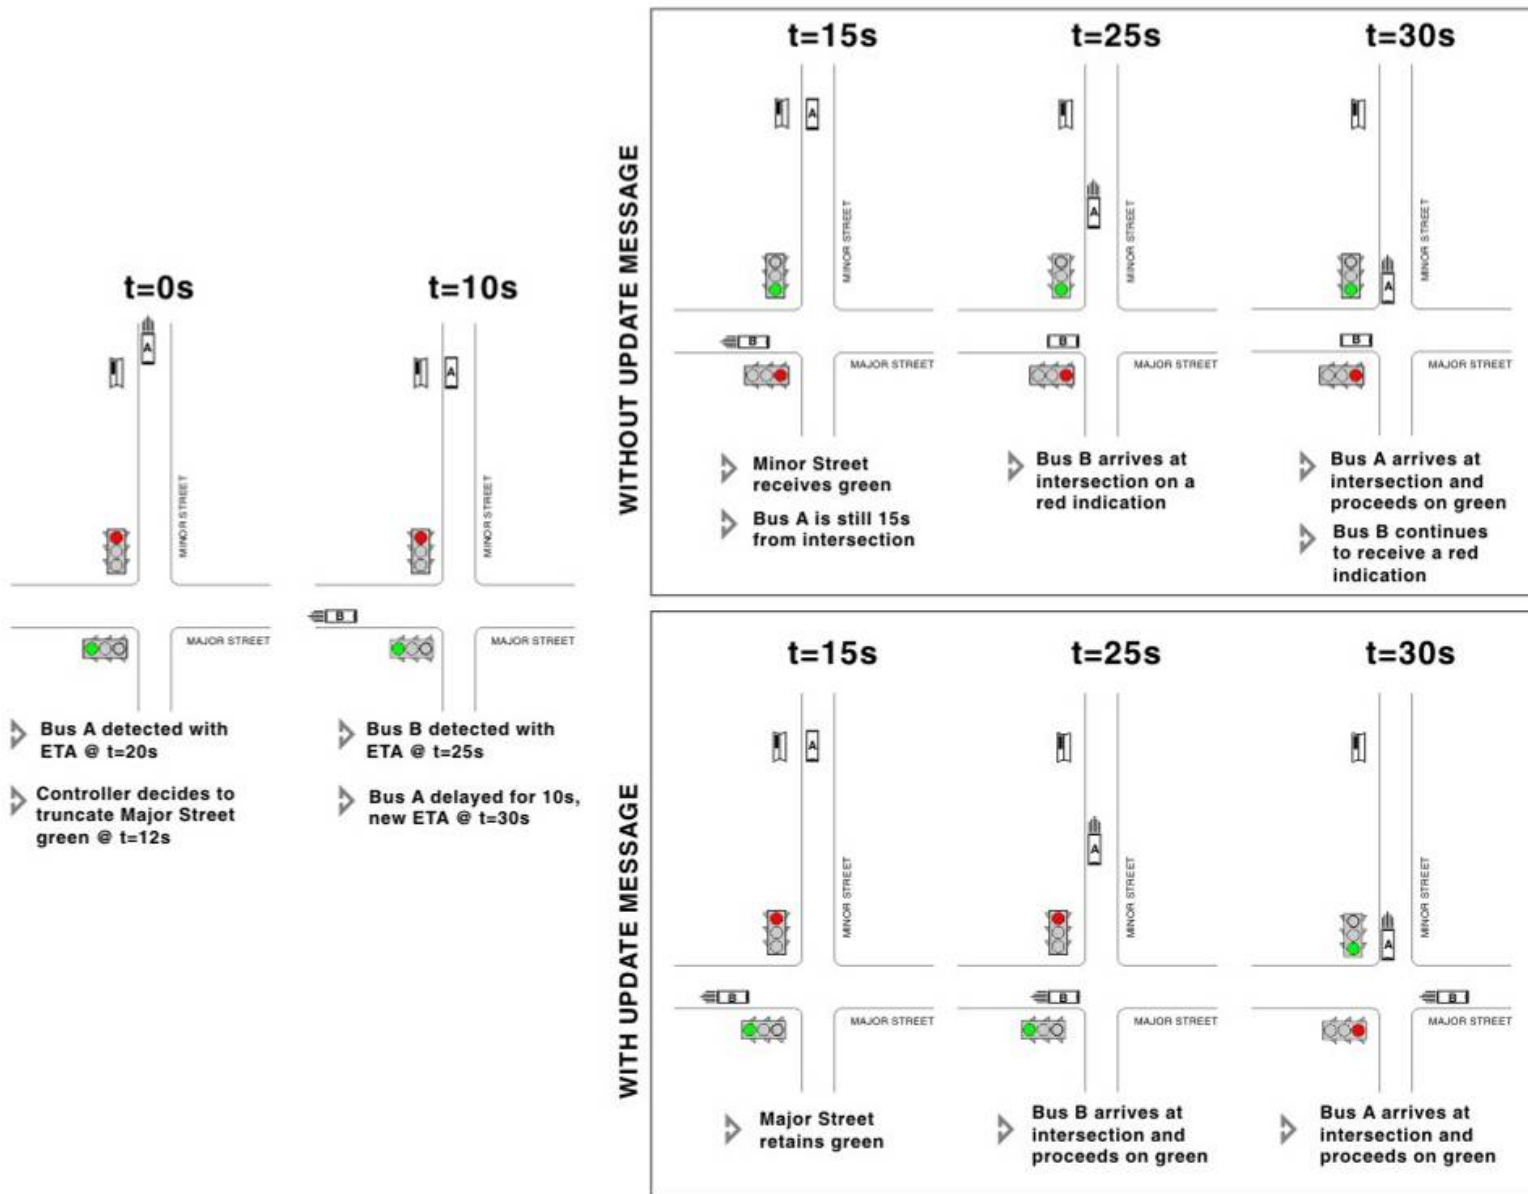 t=0s
A
MINOR STREET
MAJOR STREET
Bus A detected with
ETA @ t=20s
Controller decides to
truncate Major Street
green @ t=12s
t=10s
A
MINOR STREET
B
MAJOR STREET
Bus B detected with
ETA @ t=25s
Bus A delayed for 10s,
new ETA @ t=30s
WITHOUT UPDATE MESSAGE
t=15s
A
MINOR STREET
B
MAJOR STREET
Minor Street
receives green
Bus A is still 15s
from intersection
t=25s
A
MINOR STREET
B
MAJOR STREET
Bus B arrives at
intersection on a
red indication
t=30s
A
MINOR STREET
B
MAJOR STREET
Bus A arrives at
intersection and
proceeds on green
Bus B continues
to receive a red
indication
WITH UPDATE MESSAGE
t=15s
A
MINOR STREET
B
MAJOR STREET
Major Street
retains green
t=25s
A
MINOR STREET
B
MAJOR STREET
Bus B arrives at
intersection and
proceeds on green
t=30s
A
MINOR STREET
B
MAJOR STREET
Bus A arrives at
intersection and
proceeds on green